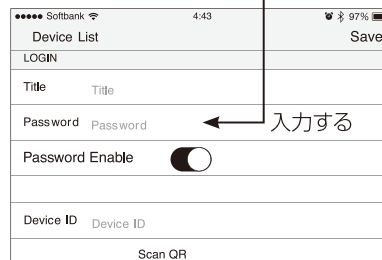 ●●●●● Softbank 4:43 97%
Device List Save
LOGIN
Title Title
Password Password 入力する
Password Enable
Device ID Device ID
Scan QR